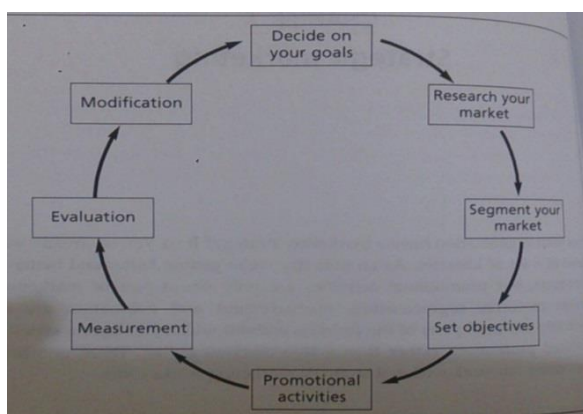 Decide on
your goals
Research your
market
Segment your
market
Set objectives
Promotional
activities
Measurement
Evaluation
Modification